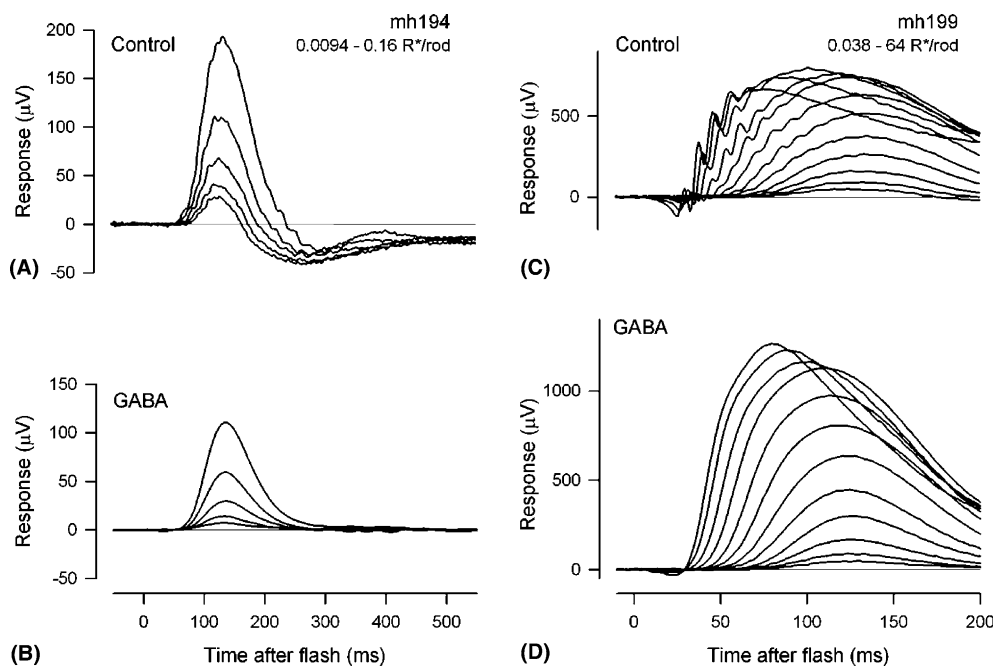 mh194
Control
0.0094 - 0.16 R*/rod
200
150
100
50
0
-50
Response (μV)
(A)
mh199
Control
0.038 - 64 R*/rod
500
0
Response (μV)
(C)
GABA
150
100
50
0
-50
Response (μV)
0 100 200 300 400 500
Time after flash (ms)
(B)
GABA
1000
500
0
Response (μV)
0 50 100 150 200
Time after flash (ms)
(D)